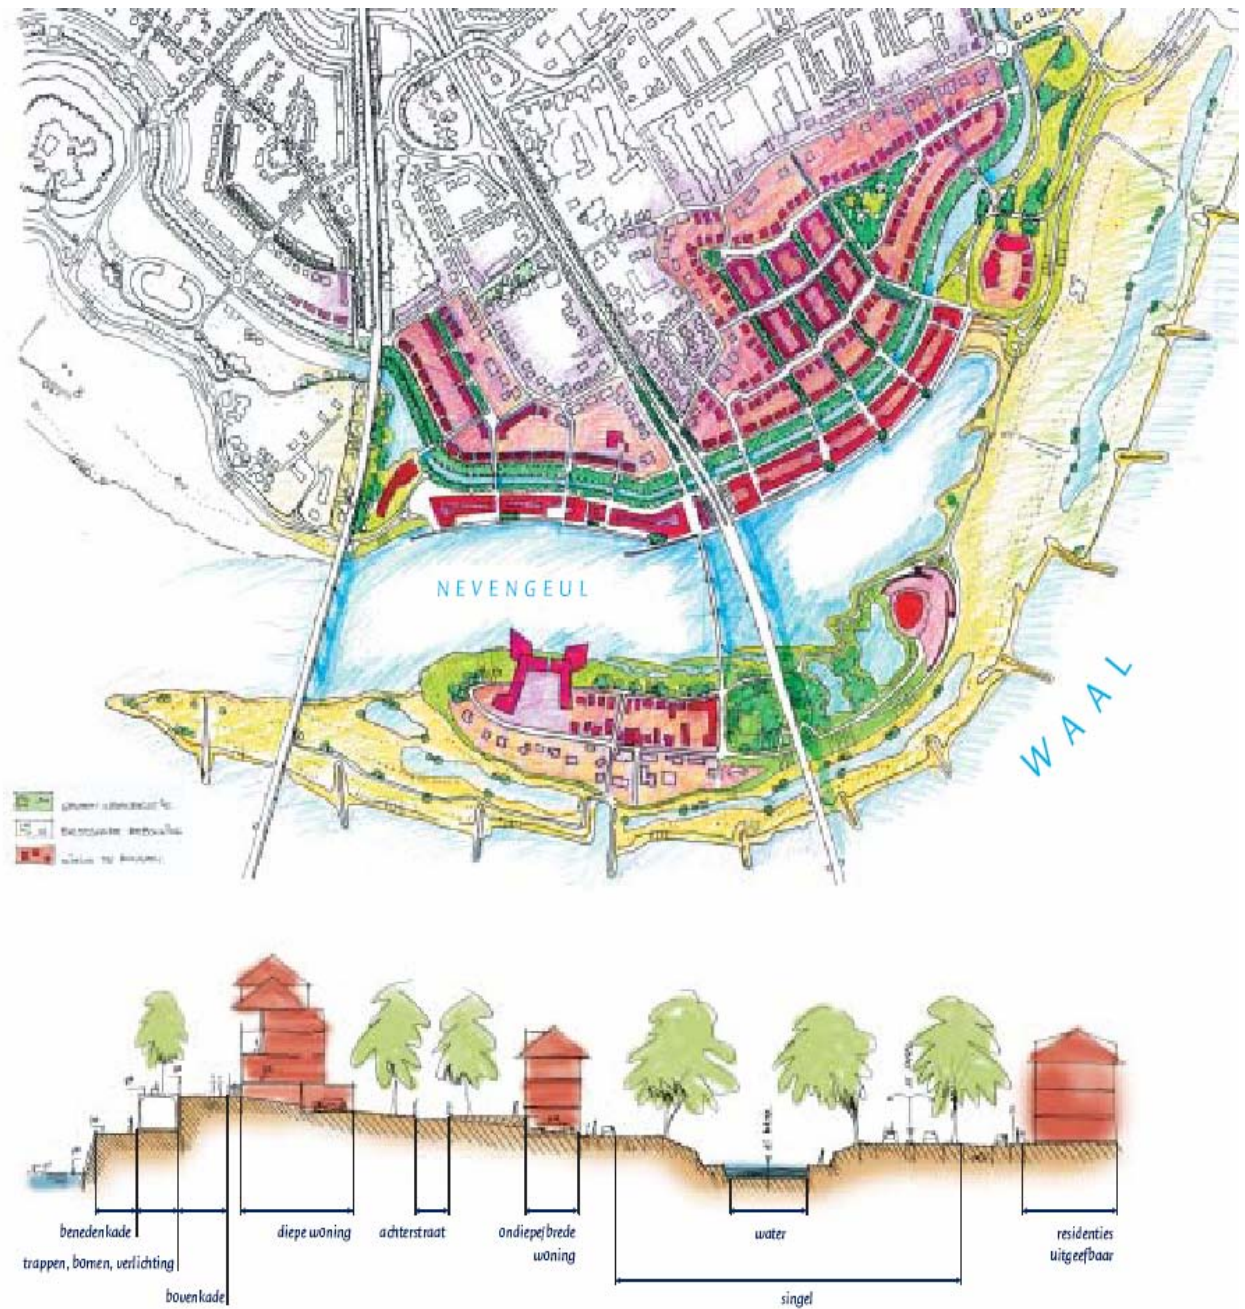 NEVENGEUL
WAAL
benedenkade
diepe woning
achterstraat
ondiepe/brede
woning
water
residenties
uitgeefbaar
trappen, bomen, verlichting
bovenkade
singel